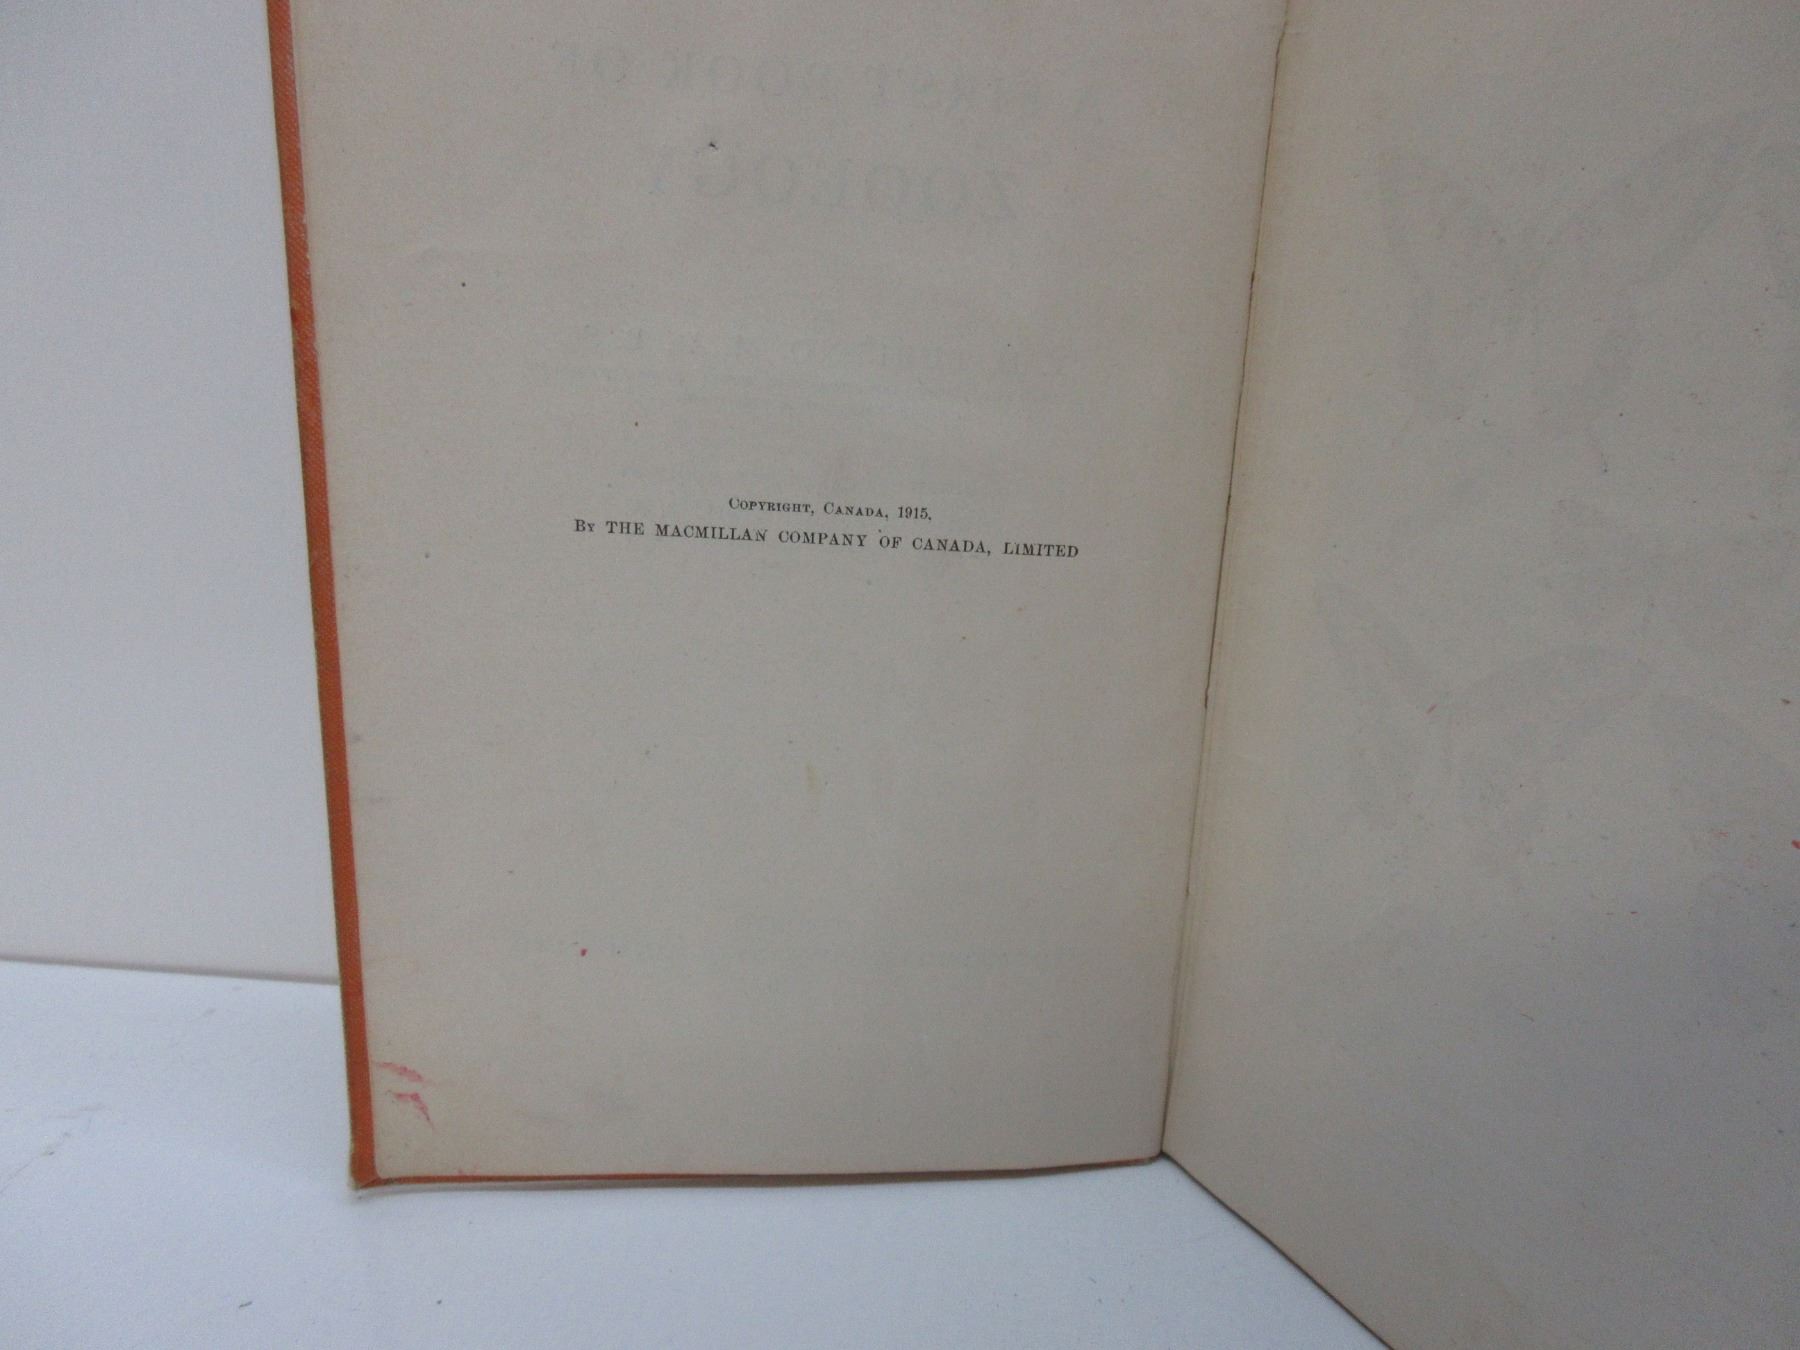 Copyright, Canada, 1915,
By THE MACMILLAN COMPANY OF CANADA, LIMITED